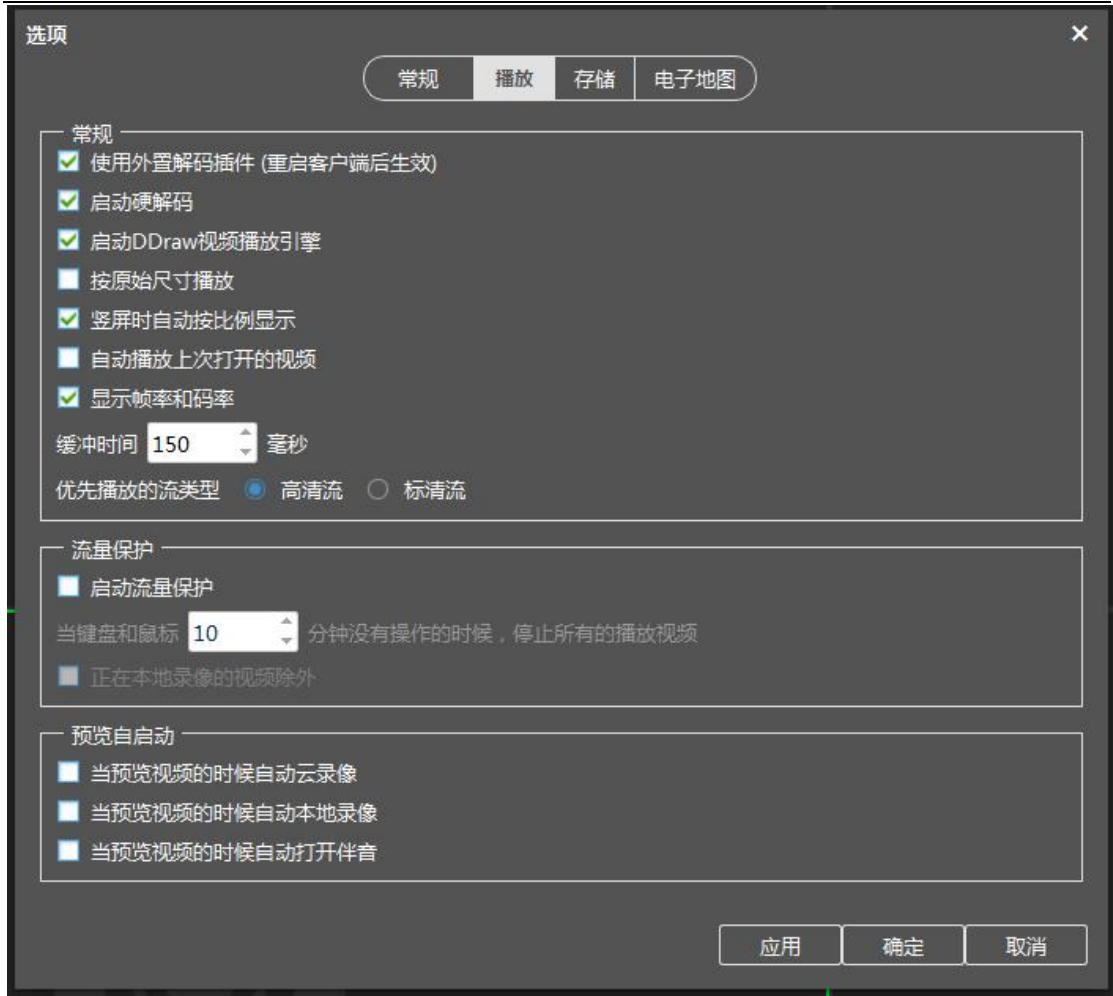 选项
常规 播放 存储 电子地图
常规
使用外置解码插件 (重启客户端后生效)
启动硬解码
启动DDraw视频播放引擎
按原始尺寸播放
竖屏时自动按比例显示
自动播放上次打开的视频
显示帧率和码率
缓冲时间 150 毫秒
优先播放的流类型 高清流 标清流
流量保护
启动流量保护
当键盘和鼠标 10 分钟没有操作的时候，停止所有的播放视频
正在本地录像的视频除外
预览自启动
当预览视频的时候自动云录像
当预览视频的时候自动本地录像
当预览视频的时候自动打开伴音
应用 确定 取消